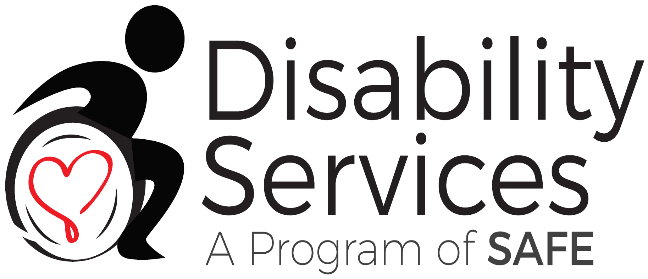 Disability
Services
A Program of SAFE